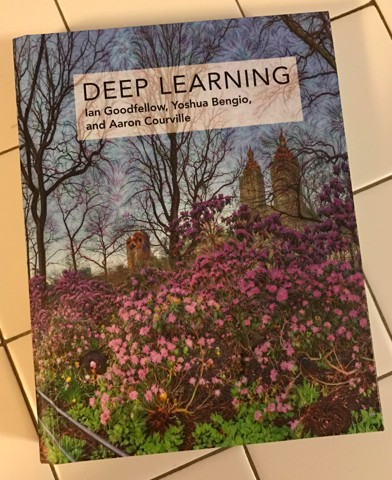 DEEP LEARNING
Ian Goodfellow, Yoshua Bengio,
and Aaron Courville